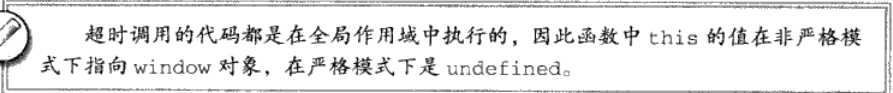 超时调用的代码都是在全局作用域中执行的，因此函数中 this 的值在非严格模
式下指向 window 对象，在严格模式下是 undefined。